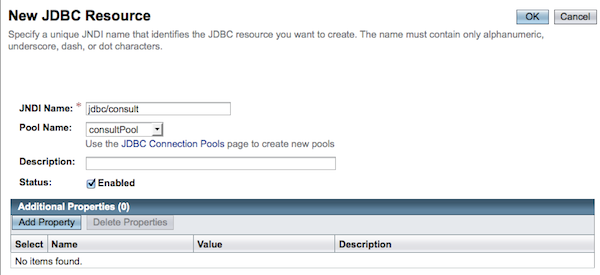 New JDBC Resource
OK Cancel
Specify a unique JNDI name that identifies the JDBC resource you want to create. The name must contain only alphanumeric,
underscore, dash, or dot characters.
JNDI Name: * jdbc/consult
Pool Name: consultPool
Use the JDBC Connection Pools page to create new pools
Description:
Status: Enabled
Additional Properties (0)
Add Property Delete Properties
Select Name Value Description
No items found.